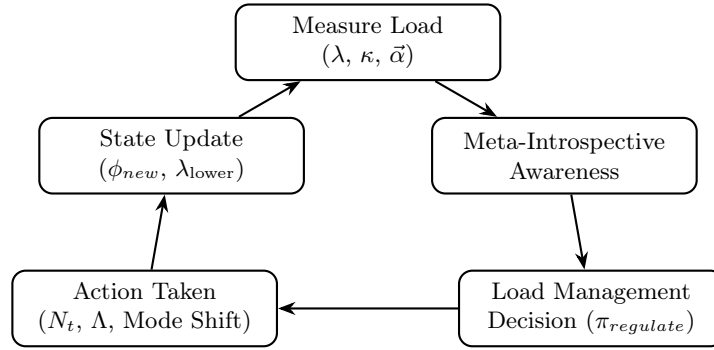 Measure Load
(λ, κ, α⃗)
State Update
(ϕ_new, λ_lower)
Meta-Introspective
Awareness
Action Taken
(N_t, Λ, Mode Shift)
Load Management
Decision (π_regulate)